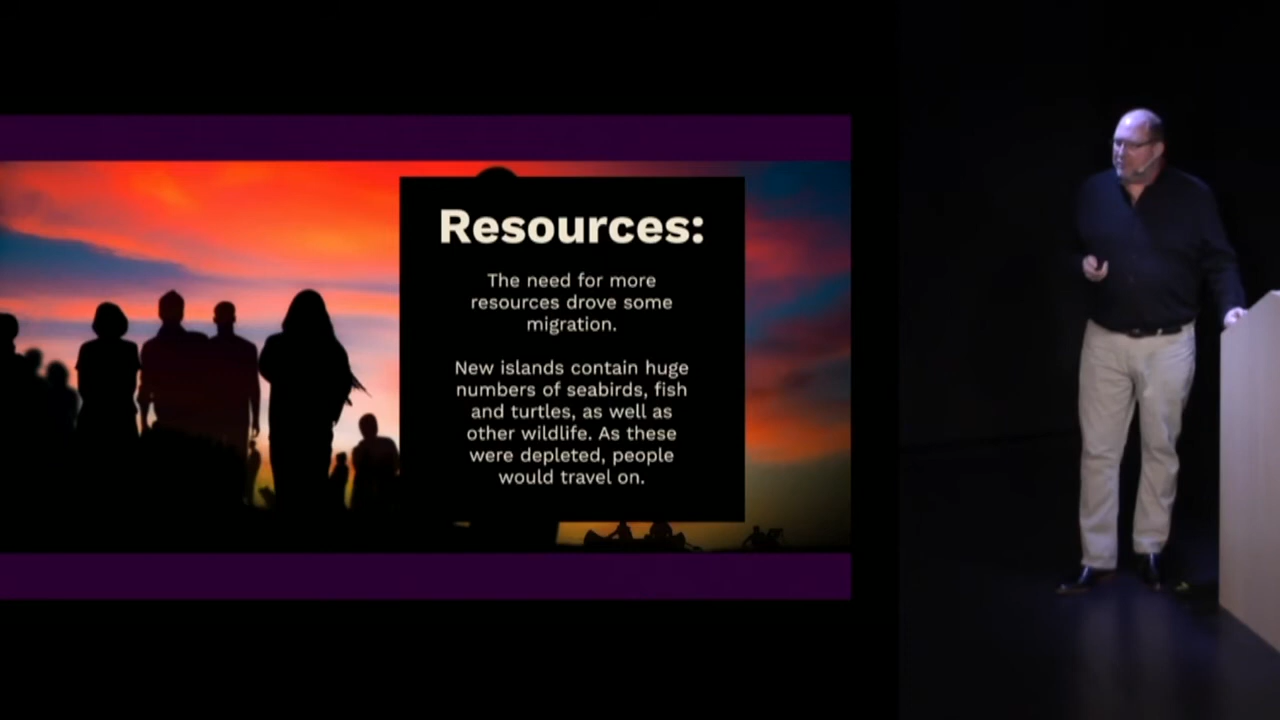 Resources:
The need for more
resources drove some
migration.
New islands contain huge
numbers of seabirds, fish
and turtles, as well as
other wildlife. As these
were depleted, people
would travel on.